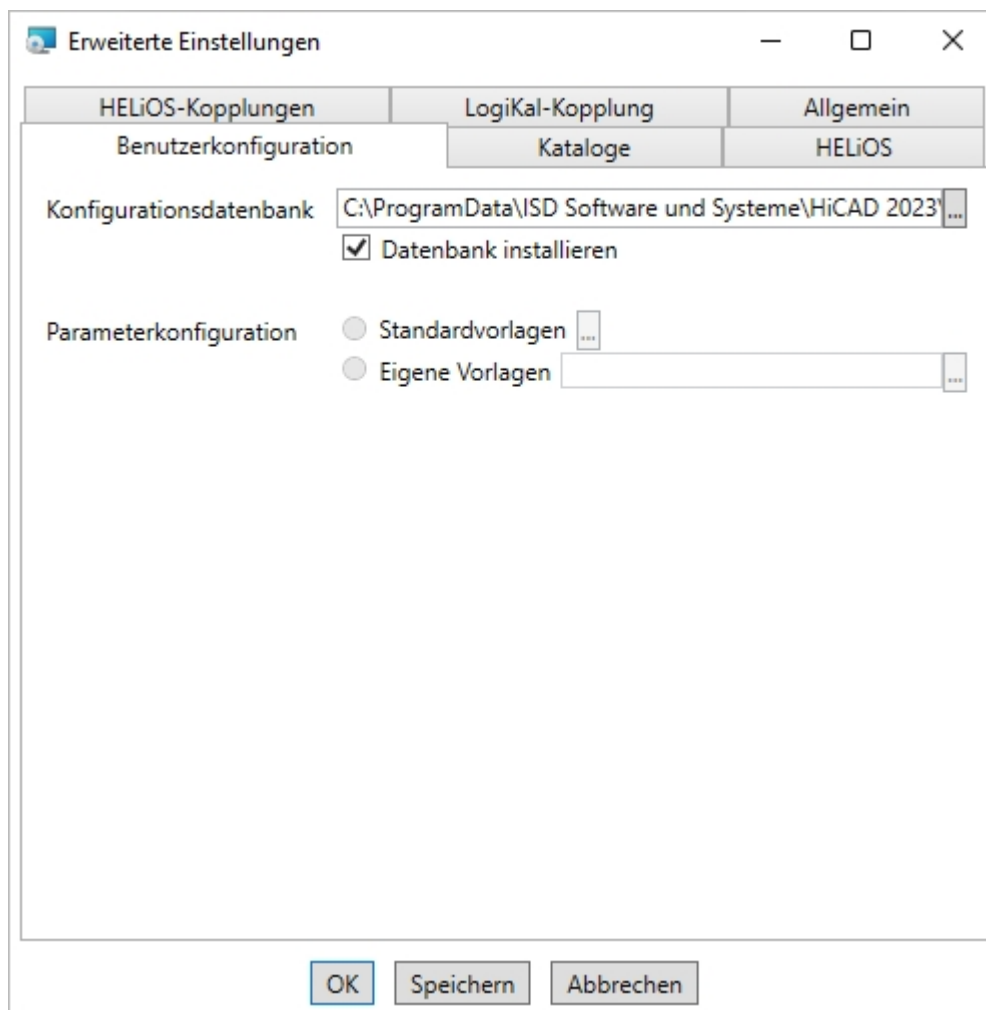 Erweiterte Einstellungen
HELiOS-Kopplungen LogiKal-Kopplung Allgemein
Benutzerkonfiguration Kataloge HELiOS
Konfigurationsdatenbank C:\ProgramData\ISD Software und Systeme\HiCAD 2023\ ...
Datenbank installieren
Parameterkonfiguration Standardvorlagen ...
Eigene Vorlagen ...
OK Speichern Abbrechen